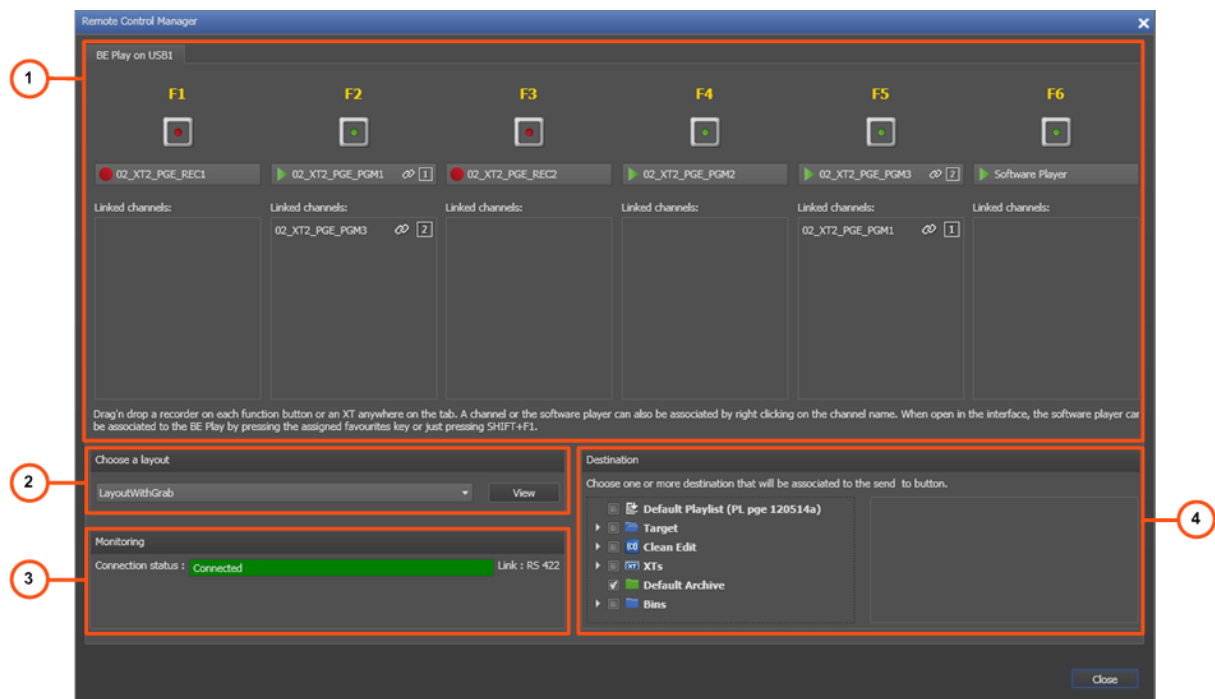 Remote Control Manager
BE Play on USB1
1
F1 F2 F3 F4 F5 F6
02_XT2_PGE_REC1 02_XT2_PGE_PGM1 1 02_XT2_PGE_REC2 02_XT2_PGE_PGM2 02_XT2_PGE_PGM3 2 Software Player
Linked channels: Linked channels: Linked channels: Linked channels: Linked channels: Linked channels:
02_XT2_PGE_PGM3 2 02_XT2_PGE_PGM1 1
Drag'n drop a recorder on each function button or an XT anywhere on the tab. A channel or the software player can also be associated by right clicking on the channel name. When open in the interface, the software player can
be associated to the BE Play by pressing the assigned favourites key or just pressing SHIFT+F1.
2
Choose a layout
LayoutWithGrab View
3
Monitoring
Connection status : Connected Link : RS 422
Destination
Choose one or more destination that will be associated to the send to button.
Default Playlist (PL pge 120514a)
Target
Clean Edit
XT XTs
Default Archive
Bins
4
Close